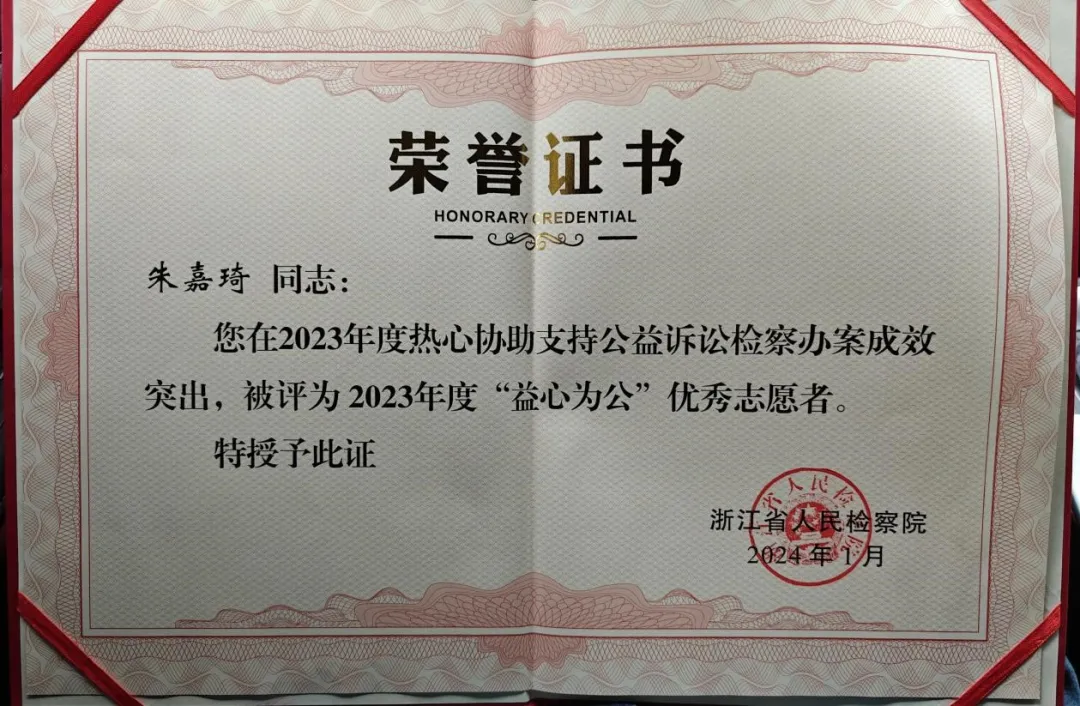 荣誉证书
HONORARY CREDENTIAL
朱嘉琦 同志：
您在2023年度热心协助支持公益诉讼检察办案成效
突出，被评为 2023年度“益心为公”优秀志愿者。
特授予此证
浙江省人民检察院
2024年1月